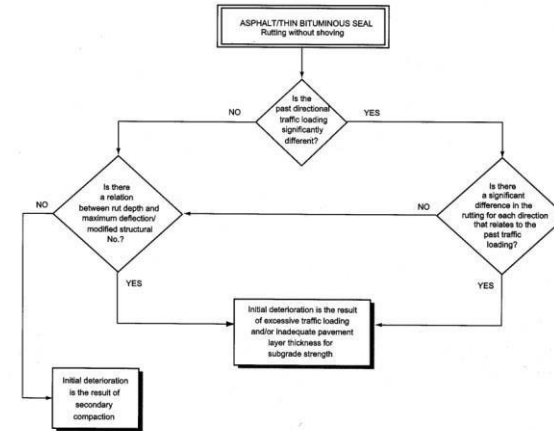 ASPHALT/THIN BITUMINOUS SEAL
Rutting without shoving
Is the
past directional
traffic loading
significantly
different?
NO
YES
Is there
a relation
between rut depth and
maximum deflection/
modified structural
No.?
NO
YES
Is there
a significant
difference in the
rutting for each direction
that relates to the
past traffic
loading?
NO
YES
Initial deterioration is the result
of excessive traffic loading
and/or inadequate pavement
layer thickness for
subgrade strength
Initial deterioration
is the result of
secondary
compaction